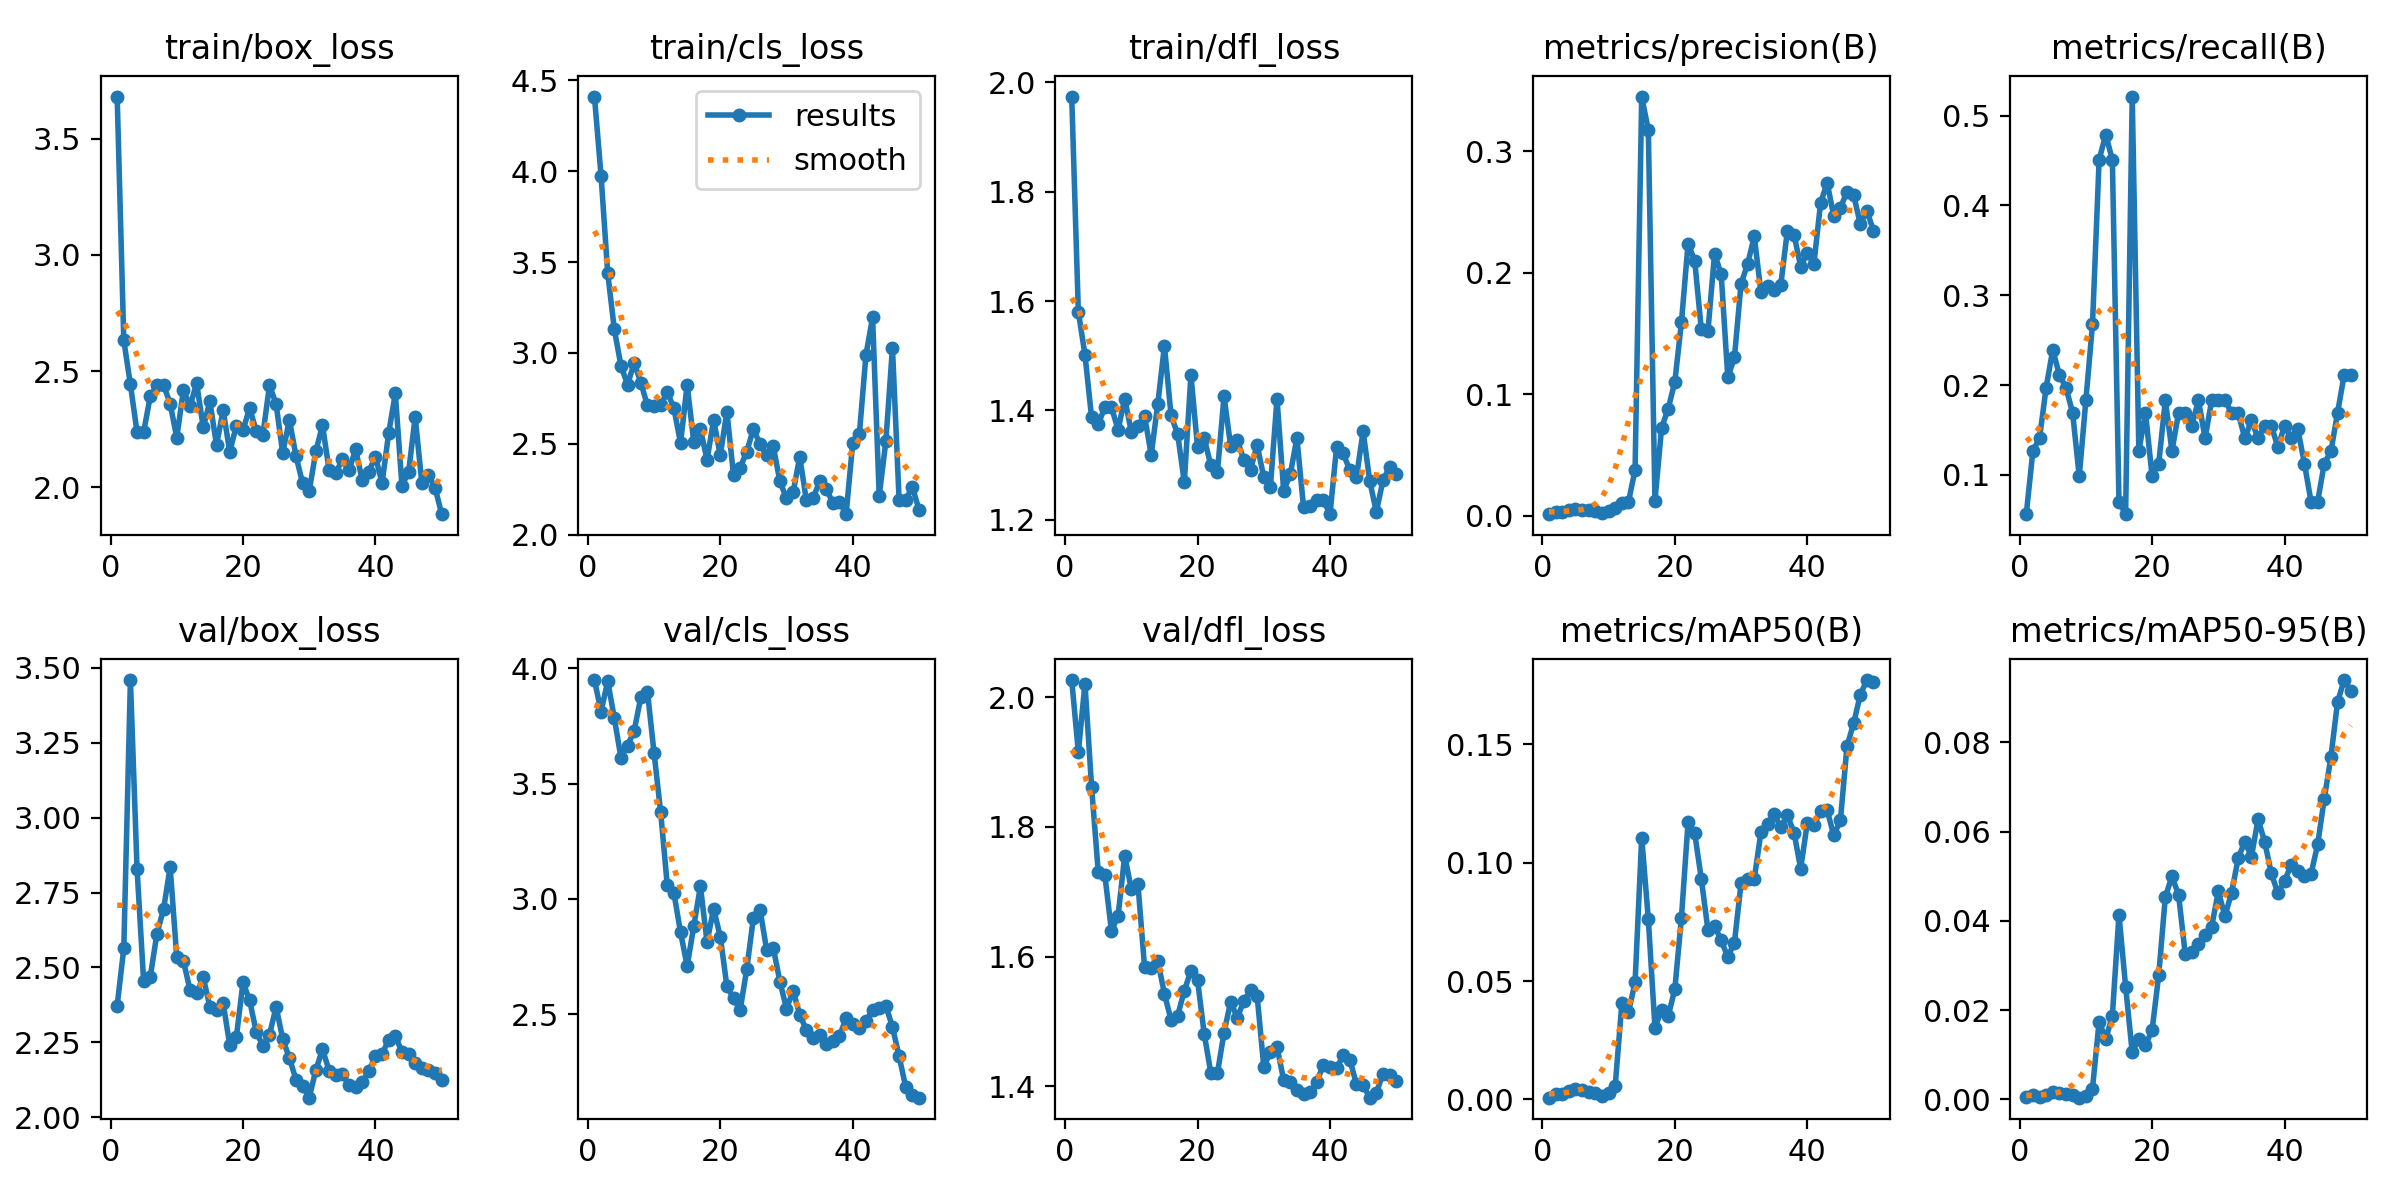 train/box_loss
3.5
3.0
2.5
2.0
0 20 40
train/cls_loss
results
smooth
4.5
4.0
3.5
3.0
2.5
2.0
0 20 40
train/dfl_loss
2.0
1.8
1.6
1.4
1.2
0 20 40
metrics/precision(B)
0.3
0.2
0.1
0.0
0 20 40
metrics/recall(B)
0.5
0.4
0.3
0.2
0.1
0 20 40
val/box_loss
3.50
3.25
3.00
2.75
2.50
2.25
2.00
0 20 40
val/cls_loss
4.0
3.5
3.0
2.5
0 20 40
val/dfl_loss
2.0
1.8
1.6
1.4
0 20 40
metrics/mAP50(B)
0.15
0.10
0.05
0.00
0 20 40
metrics/mAP50-95(B)
0.08
0.06
0.04
0.02
0.00
0 20 40